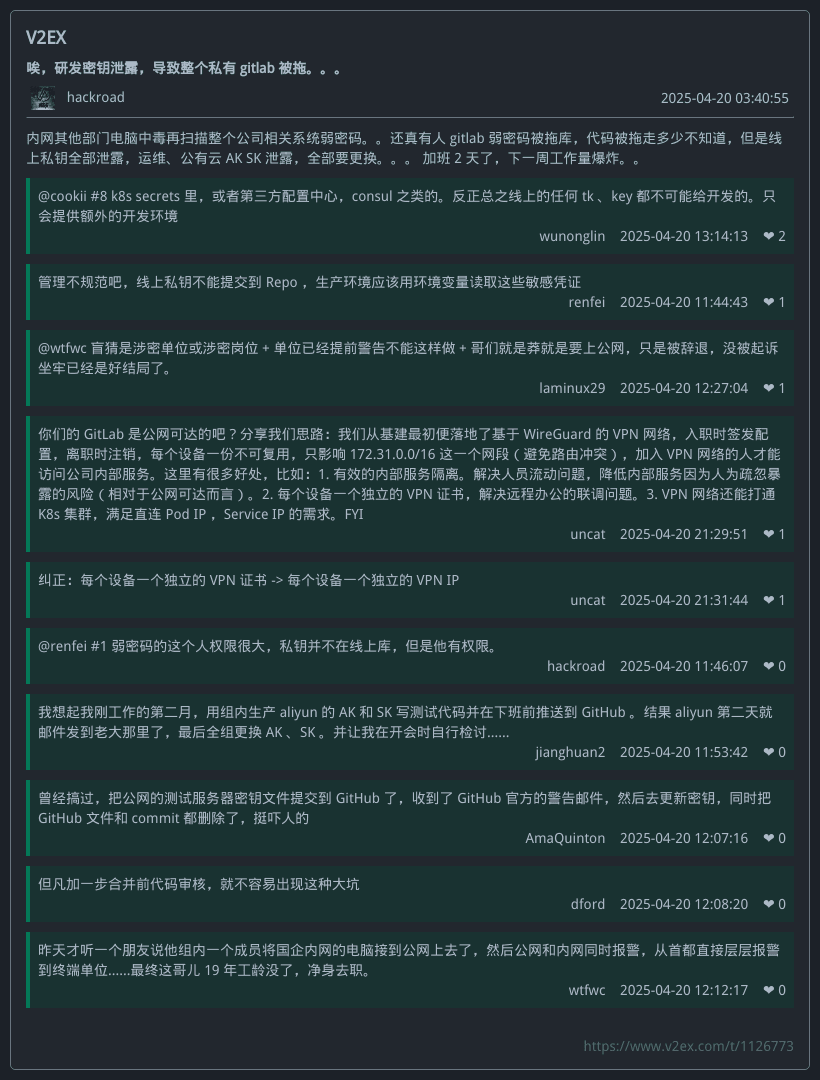 V2EX
唉，研发密钥泄露，导致整个私有 gitlab 被拖。。。
hackroad 2025-04-20 03:40:55
内网其他部门电脑中毒再扫描整个公司相关系统弱密码。。还真有人 gitlab 弱密码被拖库，代码被拖走多少不知道，但是线
上私钥全部泄露，运维、公有云 AK SK 泄露，全部要更换。。。 加班 2 天了，下一周工作量爆炸。。
@cookii #8 k8s secrets 里，或者第三方配置中心，consul 之类的。反正总之线上的任何 tk 、key 都不可能给开发的。只
会提供额外的开发环境
wunonglin 2025-04-20 13:14:13 ❤ 2
管理不规范吧，线上私钥不能提交到 Repo ，生产环境应该用环境变量读取这些敏感凭证
renfei 2025-04-20 11:44:43 ❤ 1
@wtfwc 盲猜是涉密单位或涉密岗位 + 单位已经提前警告不能这样做 + 哥们就是莽就是要上公网，只是被辞退，没被起诉
坐牢已经是好结局了。
laminux29 2025-04-20 12:27:04 ❤ 1
你们的 GitLab 是公网可达的吧？分享我们思路：我们从基建最初便落地了基于 WireGuard 的 VPN 网络，入职时签发配
置，离职时注销，每个设备一份不可复用，只影响 172.31.0.0/16 这一个网段（避免路由冲突），加入 VPN 网络的人才能
访问公司内部服务。这里有很多好处，比如：1. 有效的内部服务隔离。解决人员流动问题，降低内部服务因为人为疏忽暴
露的风险（相对于公网可达而言）。2. 每个设备一个独立的 VPN 证书，解决远程办公的联调问题。3. VPN 网络还能打通
K8s 集群，满足直连 Pod IP ，Service IP 的需求。FYI
uncat 2025-04-20 21:29:51 ❤ 1
纠正：每个设备一个独立的 VPN 证书 -> 每个设备一个独立的 VPN IP
uncat 2025-04-20 21:31:44 ❤ 1
@renfei #1 弱密码的这个人权限很大，私钥并不在线上库，但是他有权限。
hackroad 2025-04-20 11:46:07 ❤ 0
我想起我刚工作的第二月，用组内生产 aliyun 的 AK 和 SK 写测试代码并在下班前推送到 GitHub 。结果 aliyun 第二天就
邮件发到老大那里了，最后全组更换 AK 、SK 。并让我在开会时自行检讨......
jianghuan2 2025-04-20 11:53:42 ❤ 0
曾经搞过，把公网的测试服务器密钥文件提交到 GitHub 了，收到了 GitHub 官方的警告邮件，然后去更新密钥，同时把
GitHub 文件和 commit 都删除了，挺吓人的
AmaQuinton 2025-04-20 12:07:16 ❤ 0
但凡加一步合并前代码审核，就不容易出现这种大坑
dford 2025-04-20 12:08:20 ❤ 0
昨天才听一个朋友说他组内一个成员将国企内网的电脑接到公网上去了，然后公网和内网同时报警，从首都直接层层报警
到终端单位......最终这哥儿 19 年工龄没了，净身去职。
wtfwc 2025-04-20 12:12:17 ❤ 0
https://www.v2ex.com/t/1126773